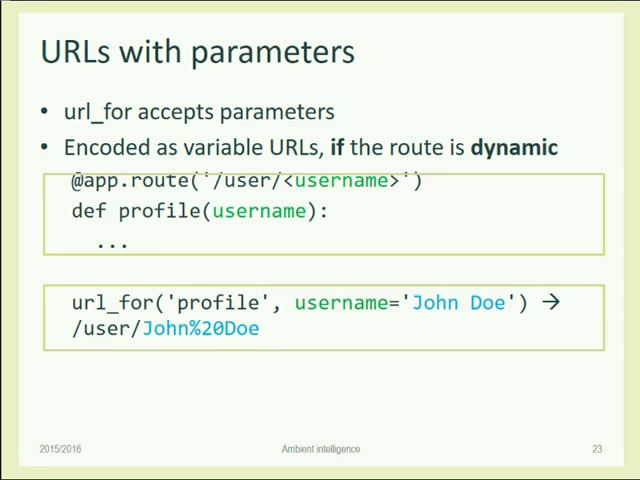 URLs with parameters
• url_for accepts parameters
• Encoded as variable URLs, if the route is dynamic
@app.route('/user/<username>')
def profile(username):
...
url_for('profile', username='John Doe') →
/user/John%20Doe
2015/2016
Ambient intelligence
23